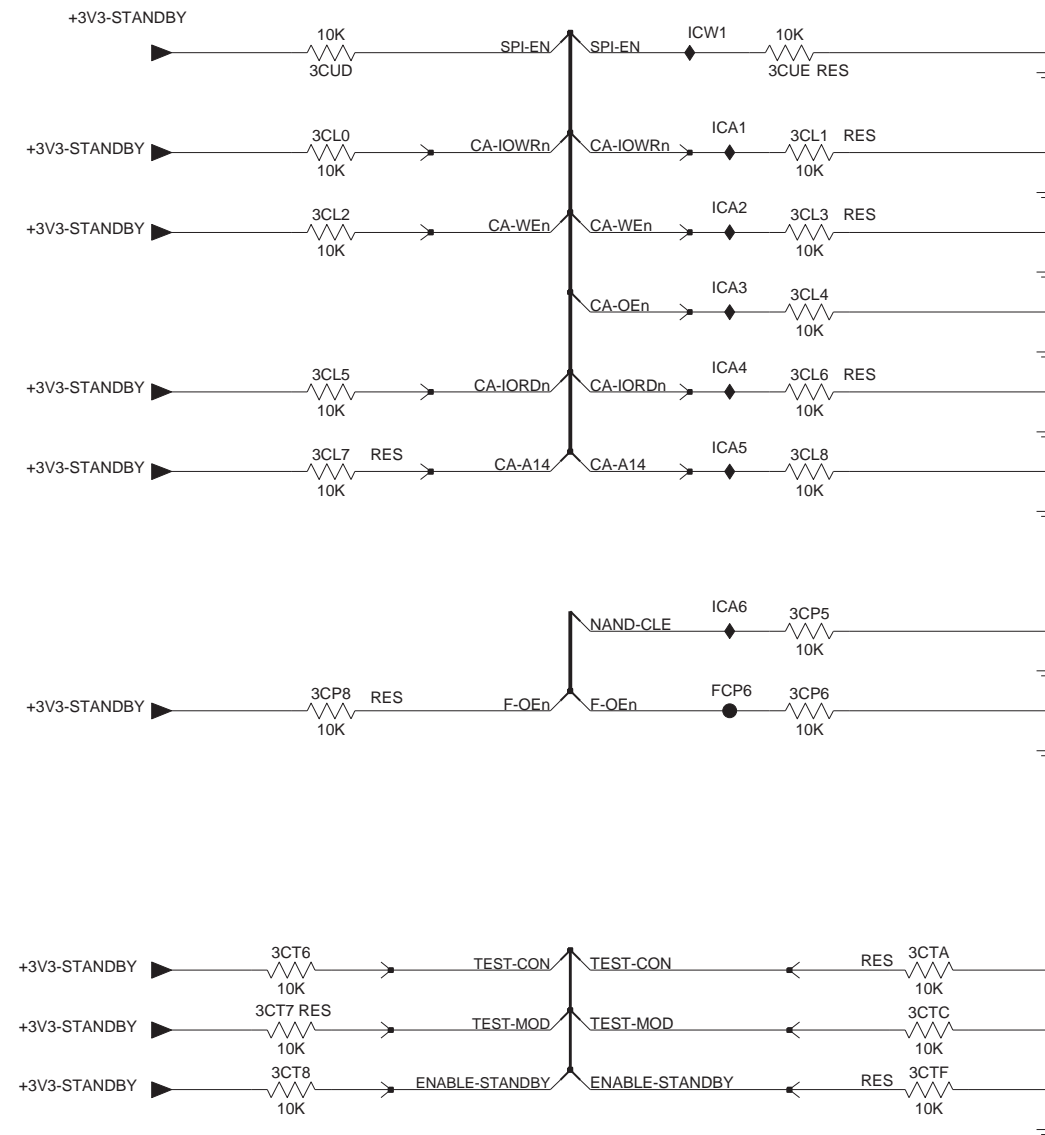 +3V3-STANDBY
10K
3CUD
SPI-EN
SPI-EN
ICW1
10K
3CUE RES
+3V3-STANDBY
3CL0
10K
CA-IOWRn
CA-IOWRn
ICA1
3CL1 RES
10K
+3V3-STANDBY
3CL2
10K
CA-WEn
CA-WEn
ICA2
3CL3 RES
10K
CA-OEn
ICA3
3CL4
10K
+3V3-STANDBY
3CL5
10K
CA-IORDn
CA-IORDn
ICA4
3CL6 RES
10K
+3V3-STANDBY
3CL7 RES
10K
CA-A14
CA-A14
ICA5
3CL8
10K
NAND-CLE
ICA6
3CP5
10K
+3V3-STANDBY
3CP8 RES
10K
F-OEn
F-OEn
FCP6
3CP6
10K
+3V3-STANDBY
3CT6
10K
TEST-CON
TEST-CON
RES 3CTA
10K
+3V3-STANDBY
3CT7 RES
10K
TEST-MOD
TEST-MOD
3CTC
10K
+3V3-STANDBY
3CT8
10K
ENABLE-STANDBY
ENABLE-STANDBY
RES 3CTF
10K